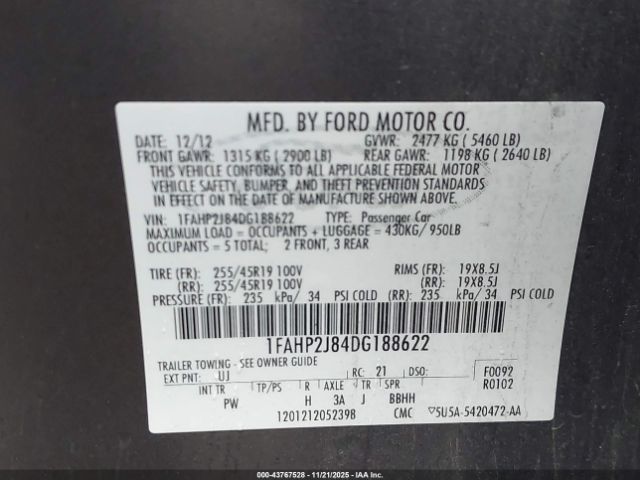 MFD. BY FORD MOTOR CO.
DATE: 12/12 GVWR: 2477 KG ( 5460 LB)
FRONT GAWR: 1315 KG ( 2900 LB) REAR GAWR: 1198 KG ( 2640 LB)
THIS VEHICLE CONFORMS TO ALL APPLICABLE FEDERAL MOTOR
VEHICLE SAFETY, BUMPER, AND THEFT PREVENTION STANDARDS
IN EFFECT ON THE DATE OF MANUFACTURE SHOWN ABOVE.
VIN: 1FAHP2J84DG188622 TYPE: Passenger Car
MAXIMUM LOAD = OCCUPANTS + LUGGAGE = 430KG/ 950LB
OCCUPANTS = 5 TOTAL; 2 FRONT, 3 REAR
TIRE (FR): 255/45R19 100V RIMS (FR): 19X8.5J
(RR): 255/45R19 100V (RR): 19X8.5J
PRESSURE (FR): 235 kPa/ 34 PSI COLD (RR): 235 kPa/ 34 PSI COLD
1FAHP2J84DG188622
TRAILER TOWING - SEE OWNER GUIDE
EXT PNT: UJ RC: 21 DSO: F0092
INT TR TP/PS R AXLE TR SPR R0102
PW H 3A J BBHH
1201212052398 CMC ▽5U5A-5420472-AA
000-43767528 - 11/21/2025 - iaai.com